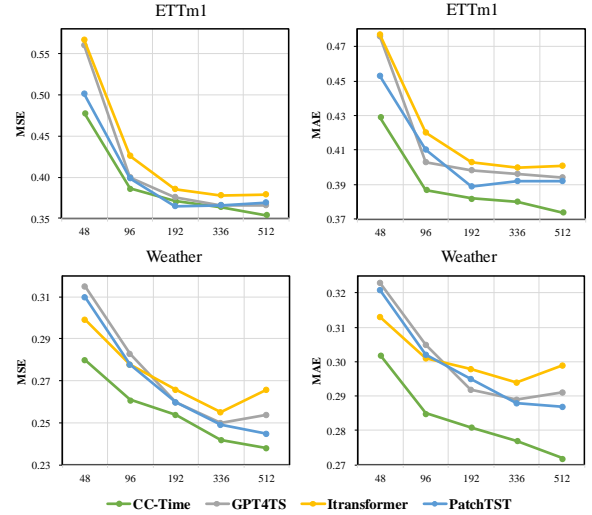 ETTm1
MSE
0.55
0.50
0.45
0.40
0.35
48 96 192 336 512
ETTm1
MAE
0.47
0.45
0.43
0.41
0.39
0.37
48 96 192 336 512
Weather
MSE
0.31
0.29
0.27
0.25
0.23
48 96 192 336 512
Weather
MAE
0.32
0.31
0.30
0.29
0.28
0.27
48 96 192 336 512
CC-Time GPT4TS Itransformer PatchTST